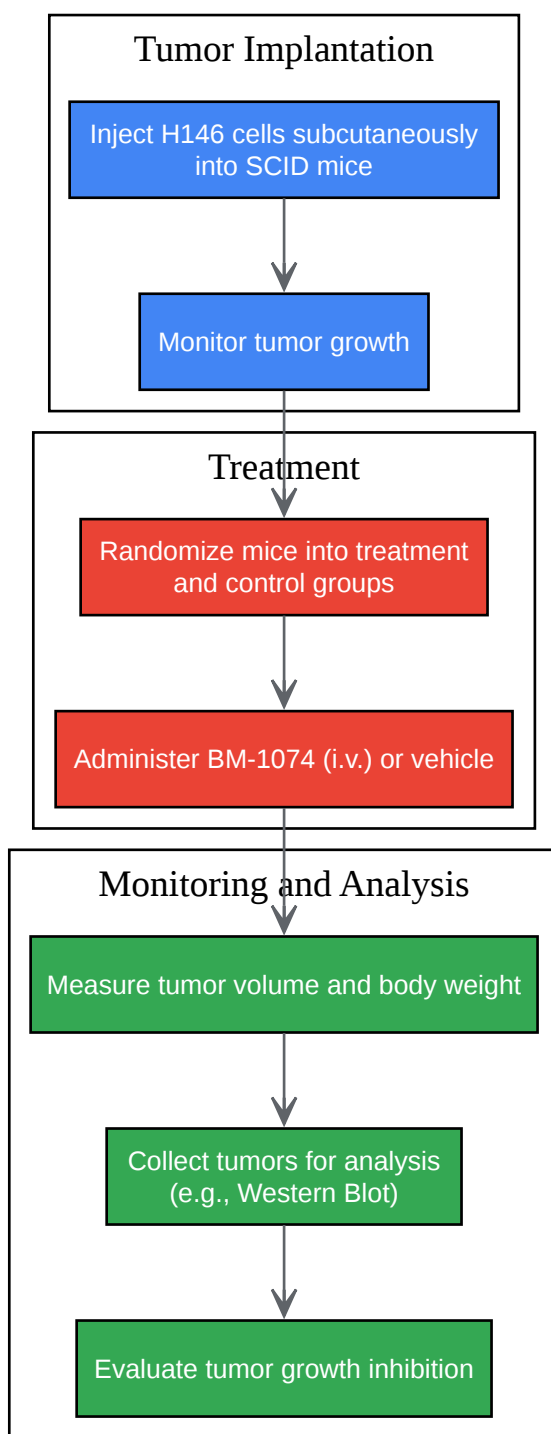 Tumor Implantation
Inject H146 cells subcutaneously
into SCID mice
Monitor tumor growth
Treatment
Randomize mice into treatment
and control groups
Administer BM-1074 (i.v.) or vehicle
Monitoring and Analysis
Measure tumor volume and body weight
Collect tumors for analysis
(e.g., Western Blot)
Evaluate tumor growth inhibition